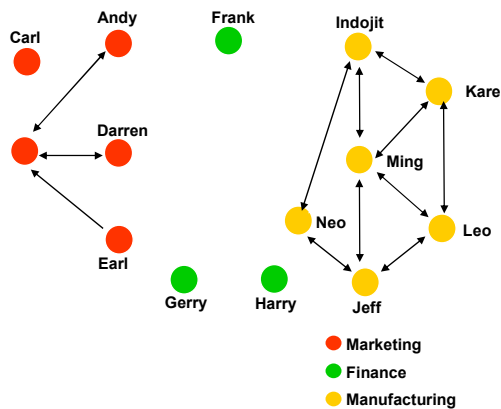 Carl
Andy
Frank
Indojit
Kare
Darren
Ming
Neo
Leo
Earl
Gerry
Harry
Jeff
Marketing
Finance
Manufacturing